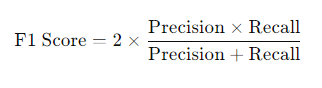 F1 Score = 2 × Precision × Recall / Precision + Recall